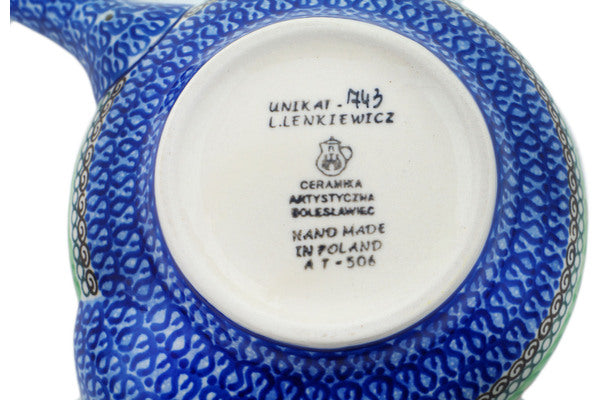 UNIKAT - 743
L.LENKIEWICZ
CERAMIKA
ARTYSTYCZNA
BOLESŁAWIEC
HAND MADE
IN POLAND
A T - 506